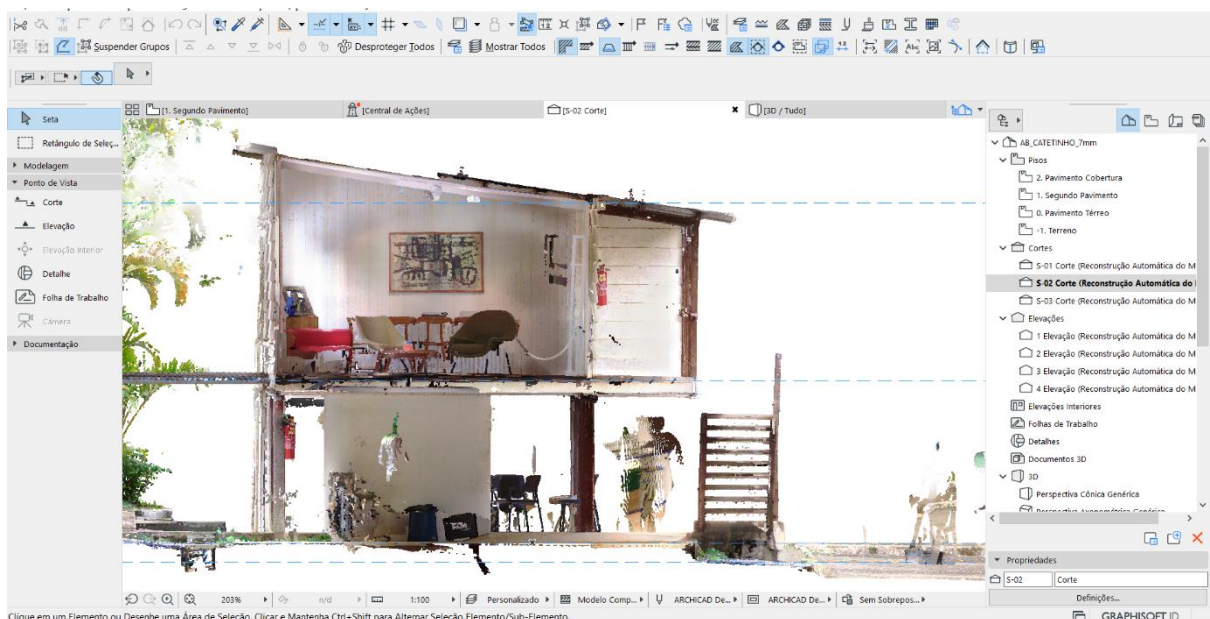 Suspender Grupos
Desproteger Todos
Mostrar Todos
Abc
[1. Segundo Pavimento]
[Central de Ações]
[S-02 Corte]
[3D / Tudo]
Seta
Retângulo de Seleç...
Modelagem
Ponto de Vista
Corte
Elevação
Elevação Interior
Detalhe
Folha de Trabalho
Câmera
Documentação
AB_CATETINHO_7mm
Pisos
2. Pavimento Cobertura
1. Segundo Pavimento
0. Pavimento Térreo
-1. Terreno
Cortes
S-01 Corte (Reconstrução Automática do M
S-02 Corte (Reconstrução Automática do
S-03 Corte (Reconstrução Automática do M
Elevações
1 Elevação (Reconstrução Automática do M
2 Elevação (Reconstrução Automática do M
3 Elevação (Reconstrução Automática do M
4 Elevação (Reconstrução Automática do M
Elevações Interiores
Folhas de Trabalho
Detalhes
Documentos 3D
3D
Perspectiva Cônica Genérica
Propriedades
S-02 Corte
Definições...
203% n/d 1:100 Personalizado Modelo Comp... ARCHICAD De... ARCHICAD De... Sem Sobrepos...
Clique em um Elemento ou Desenhe uma Área de Seleção. Clicar e Mantenha Ctrl+Shift para Alternar Seleção Elemento/Sub-Elemento.
GRAPHISOFT ID